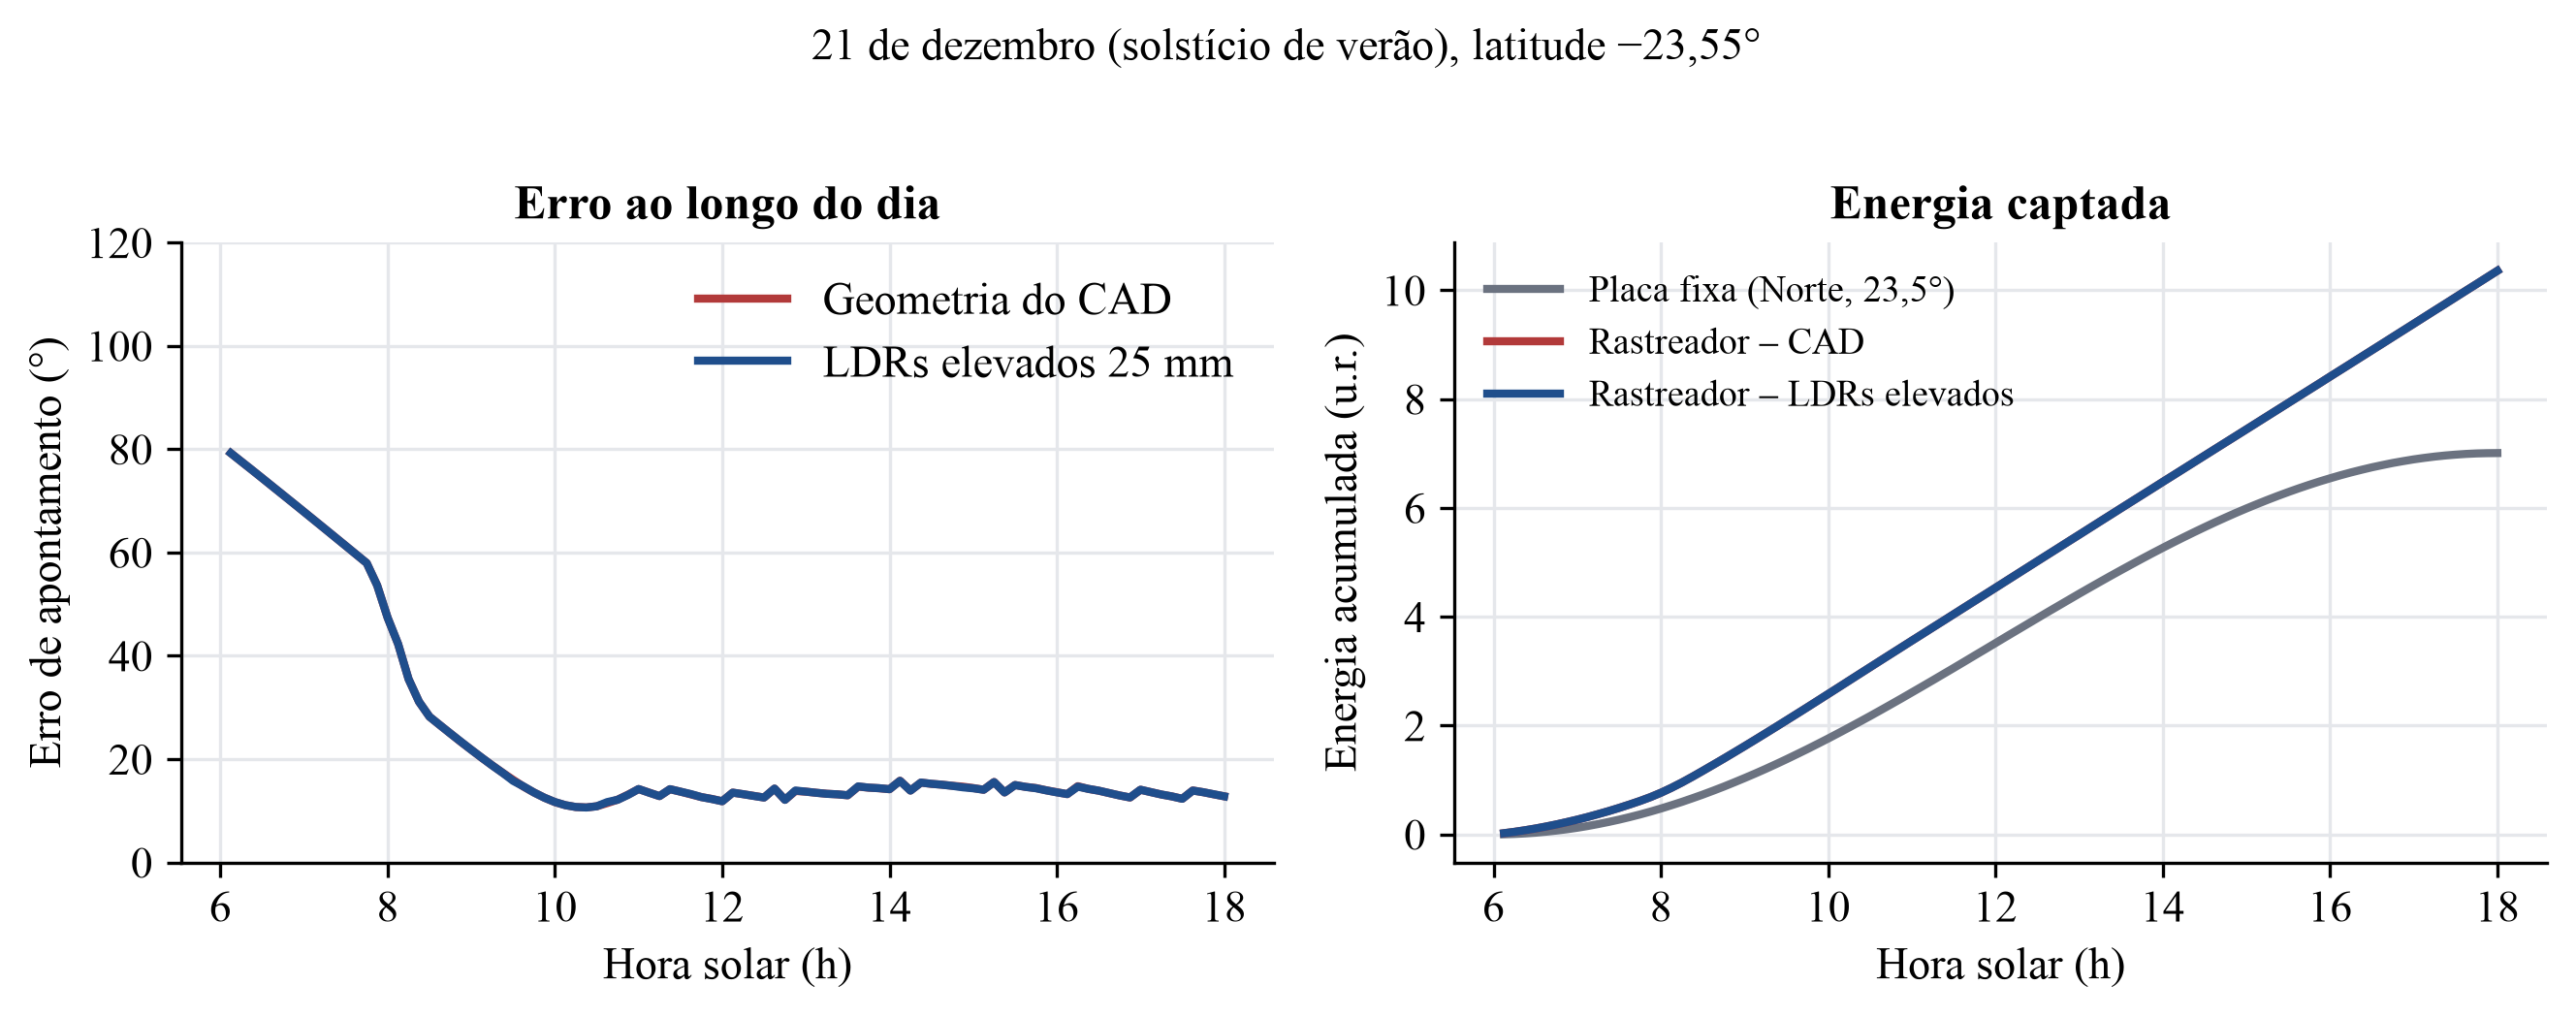 21 de dezembro (solstício de verão), latitude −23,55°
Erro ao longo do dia
Erro de apontamento (°)
120
100
80
60
40
20
0
Geometria do CAD
LDRs elevados 25 mm
6 8 10 12 14 16 18
Hora solar (h)
Energia captada
Energia acumulada (u.r.)
10
8
6
4
2
0
Placa fixa (Norte, 23,5°)
Rastreador – CAD
Rastreador – LDRs elevados
6 8 10 12 14 16 18
Hora solar (h)